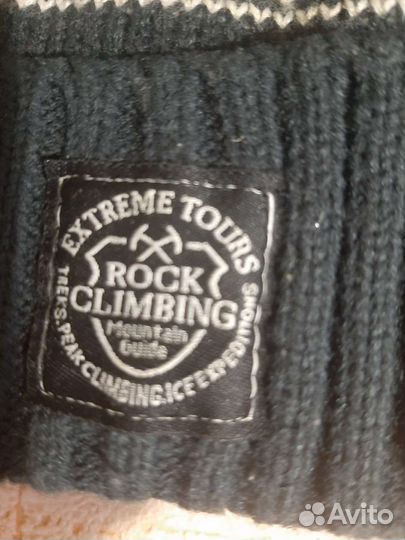 EXTREME TOURS
ROCK
CLIMBING
Mountain
Guide
TREKS.PEAK CLIMBING.ICE EXPEDITIONS
Avito